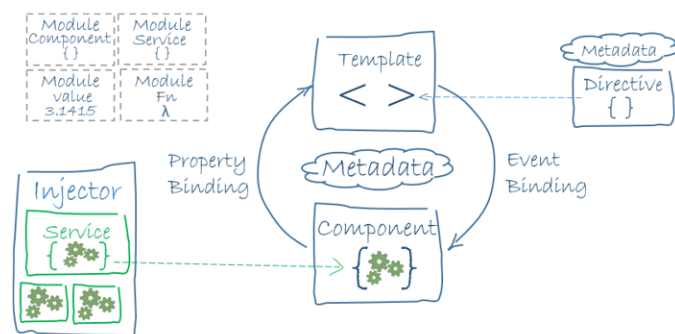 Module
Component
{ }
Module
Service
{ }
Module
value
3.1415
Module
Fn
λ
Template
< >
Metadata
Directive
{ }
Property
Binding
Metadata
Event
Binding
Injector
Service
{ }
Component
{ }